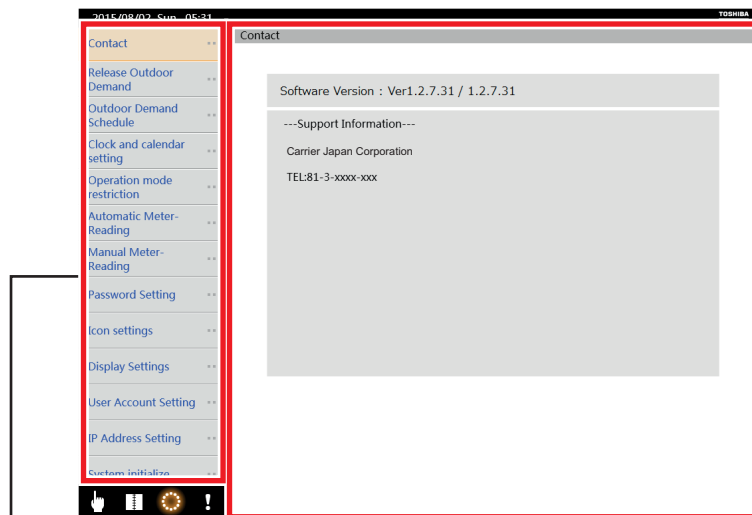 2015/08/02 Sun 05:31
TOSHIBA
Contact
Release Outdoor
Demand
Outdoor Demand
Schedule
Clock and calendar
setting
Operation mode
restriction
Automatic Meter-
Reading
Manual Meter-
Reading
Password Setting
Icon settings
Display Settings
User Account Setting
IP Address Setting
System initialize
Contact
Software Version : Ver1.2.7.31 / 1.2.7.31
---Support Information---
Carrier Japan Corporation
TEL:81-3-xxxx-xxx